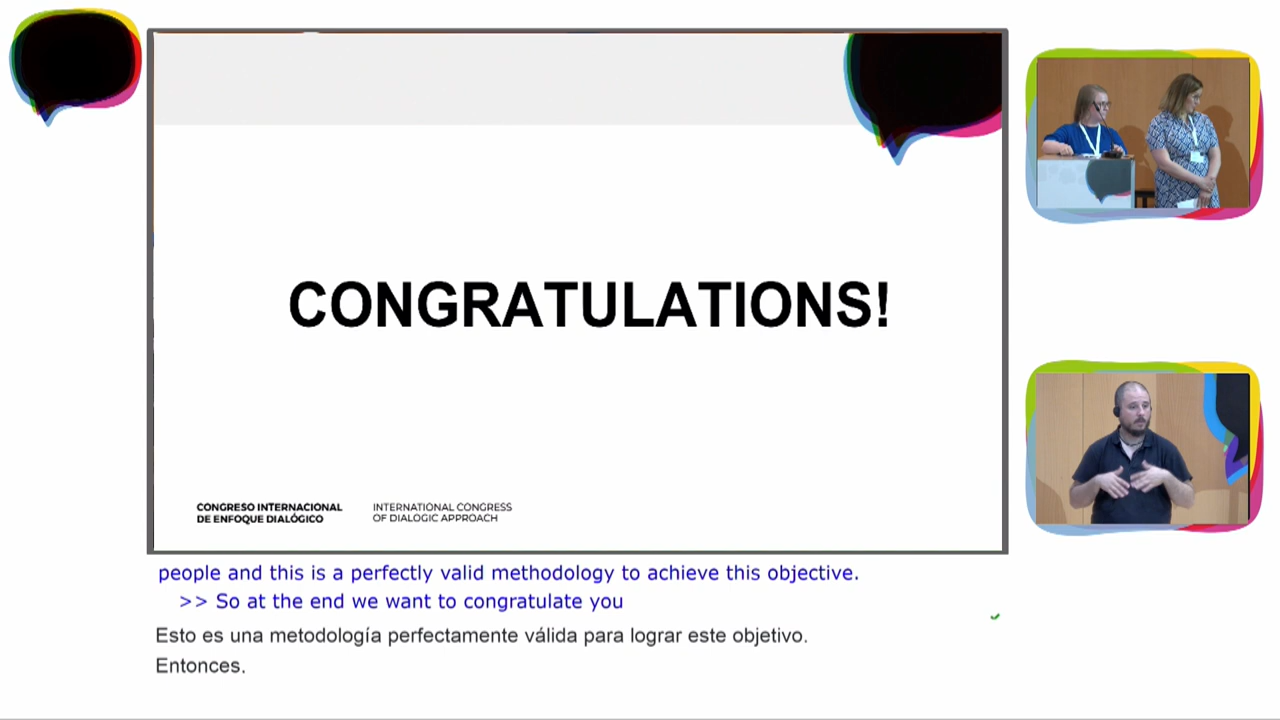 CONGRATULATIONS!
CONGRESO INTERNACIONAL
DE ENFOQUE DIALÓGICO
INTERNATIONAL CONGRESS
OF DIALOGIC APPROACH
people and this is a perfectly valid methodology to achieve this objective.
>> So at the end we want to congratulate you
Esto es una metodología perfectamente válida para lograr este objetivo.
Entonces.